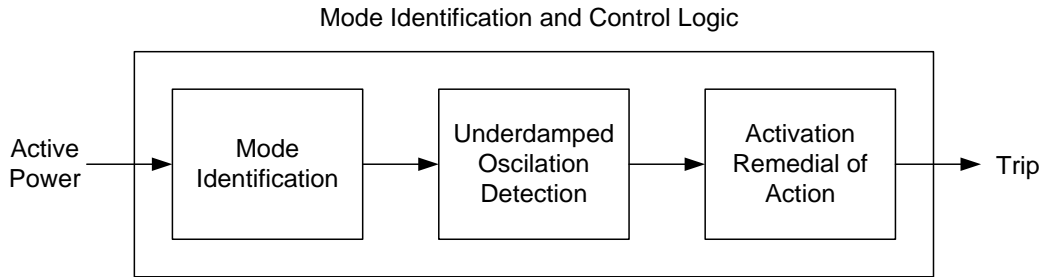 Mode Identification and Control Logic
Active
Power
Mode
Identification
Underdamped
Oscilation
Detection
Activation
Remedial of
Action
Trip